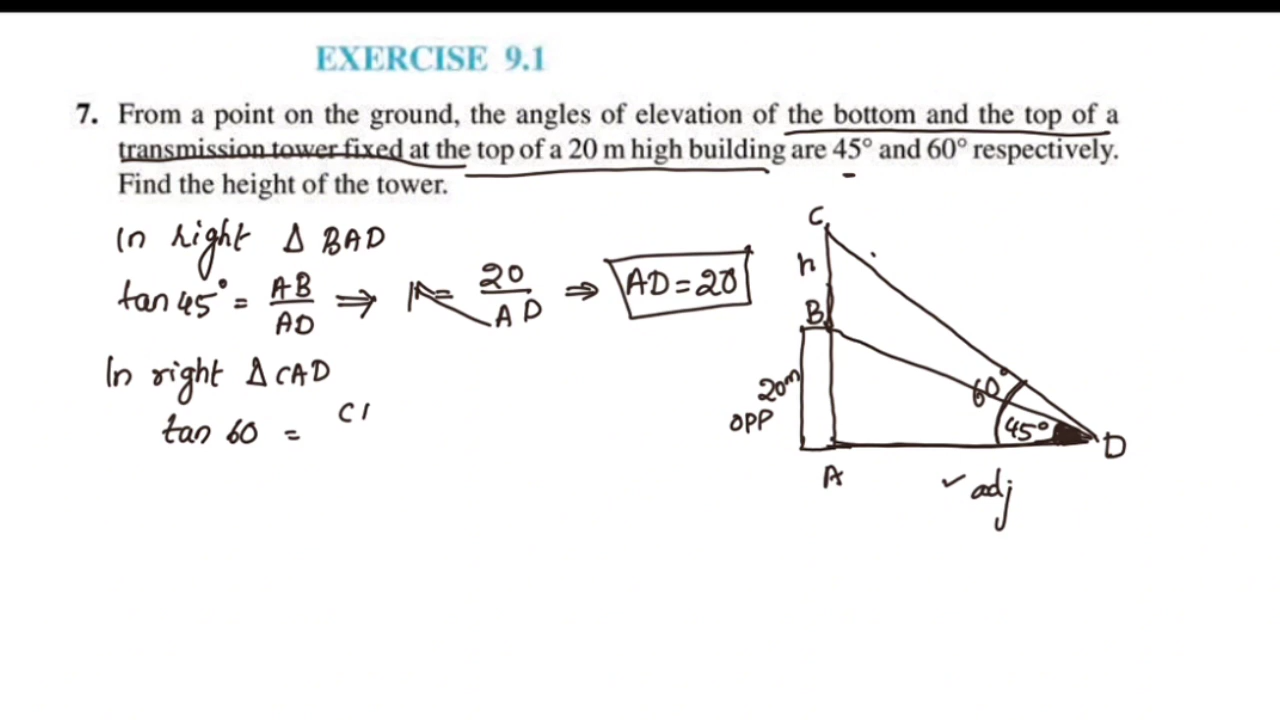 EXERCISE 9.1
7. From a point on the ground, the angles of elevation of the bottom and the top of a
transmission tower fixed at the top of a 20 m high building are 45° and 60° respectively.
Find the height of the tower.
In right Δ BAD
tan 45° = AB/AD ⇒ 1 = 20/AD ⇒ AD = 20
In right Δ CAD
tan 60 =
C
h
B
20m
opp
60°
45°
D
A
✓ adj